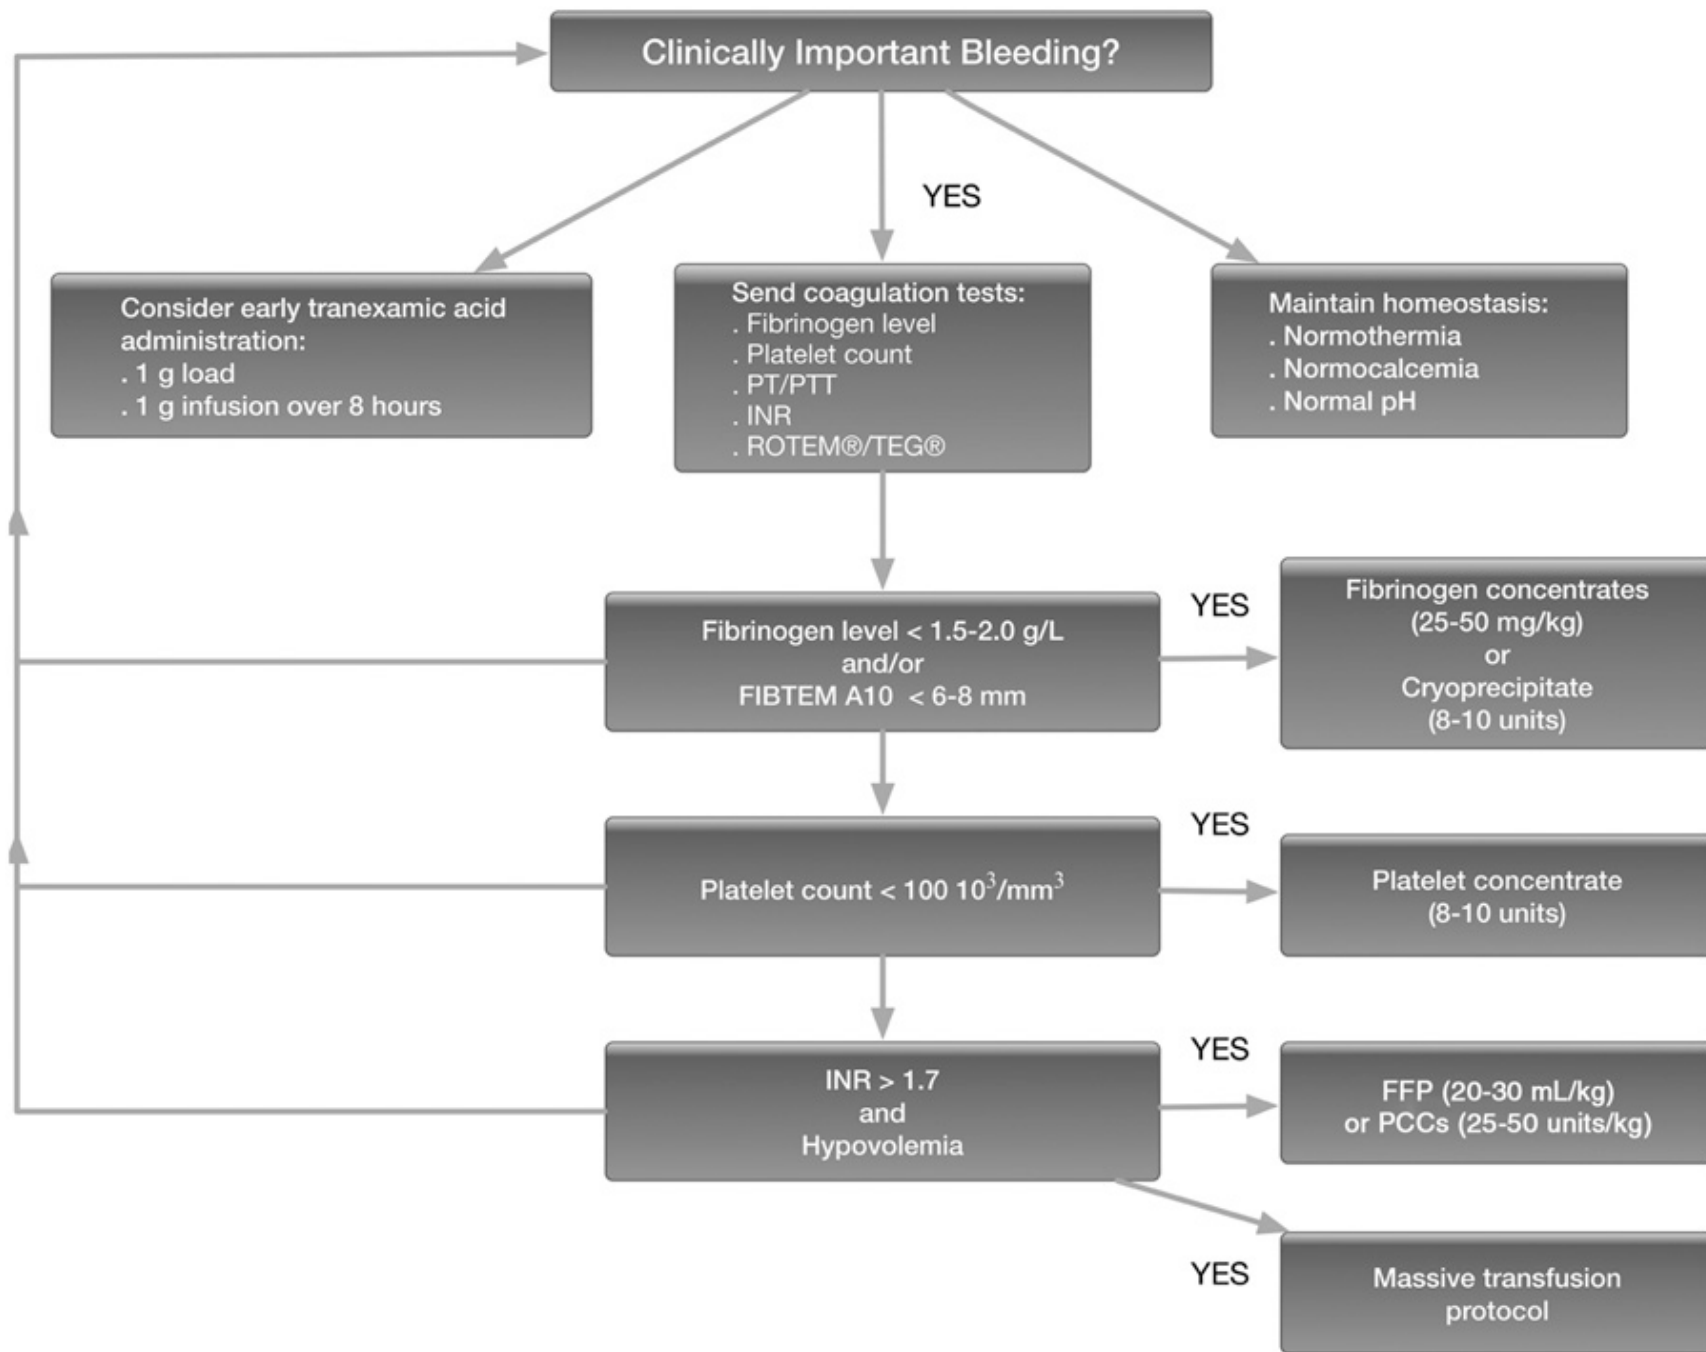 Clinically Important Bleeding?
YES
Consider early tranexamic acid
administration:
. 1 g load
. 1 g infusion over 8 hours
Send coagulation tests:
. Fibrinogen level
. Platelet count
. PT/PTT
. INR
. ROTEM®/TEG®
Maintain homeostasis:
. Normothermia
. Normocalcemia
. Normal pH
Fibrinogen level < 1.5-2.0 g/L
and/or
FIBTEM A10 < 6-8 mm
YES
Fibrinogen concentrates
(25-50 mg/kg)
or
Cryoprecipitate
(8-10 units)
Platelet count < 100 10³/mm³
YES
Platelet concentrate
(8-10 units)
INR > 1.7
and
Hypovolemia
YES
FFP (20-30 mL/kg)
or PCCs (25-50 units/kg)
YES
Massive transfusion
protocol